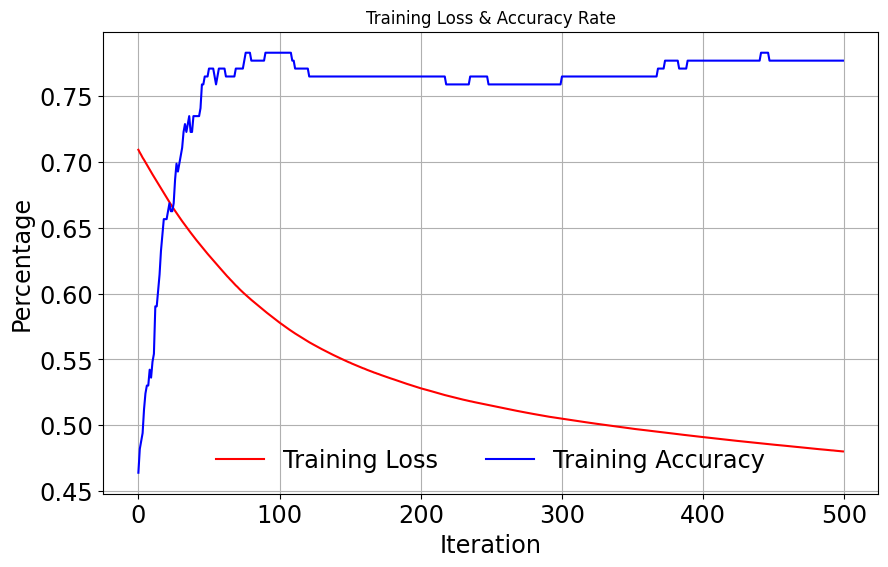 Training Loss & Accuracy Rate
Percentage
0.75
0.70
0.65
0.60
0.55
0.50
0.45
Training Loss Training Accuracy
0 100 200 300 400 500
Iteration